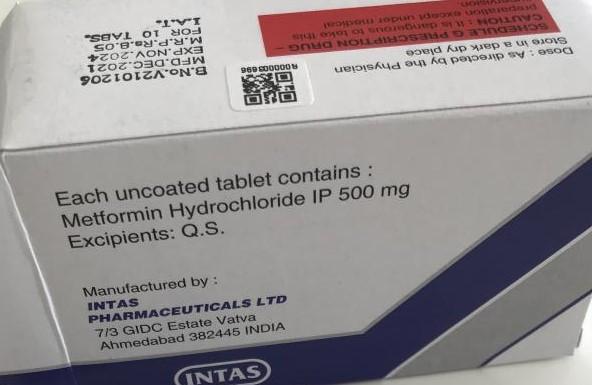 B.No.V2101206
MFD.DEC.2021
EXP.NOV.2024
M.R.P.Rs.8.05
FOR 10 TABS.
I.A.T.
R000003696
Dose : As directed by the Physician
Store in a dark dry place
SCHEDULE G PRESCRIPTION DRUG -
CAUTION : It is dangerous to take this
preparation except under medical
supervision.
Each uncoated tablet contains :
Metformin Hydrochloride IP 500 mg
Excipients: Q.S.
Manufactured by :
INTAS
PHARMACEUTICALS LTD
7/3 GIDC Estate Vatva
Ahmedabad 382445 INDIA
INTAS